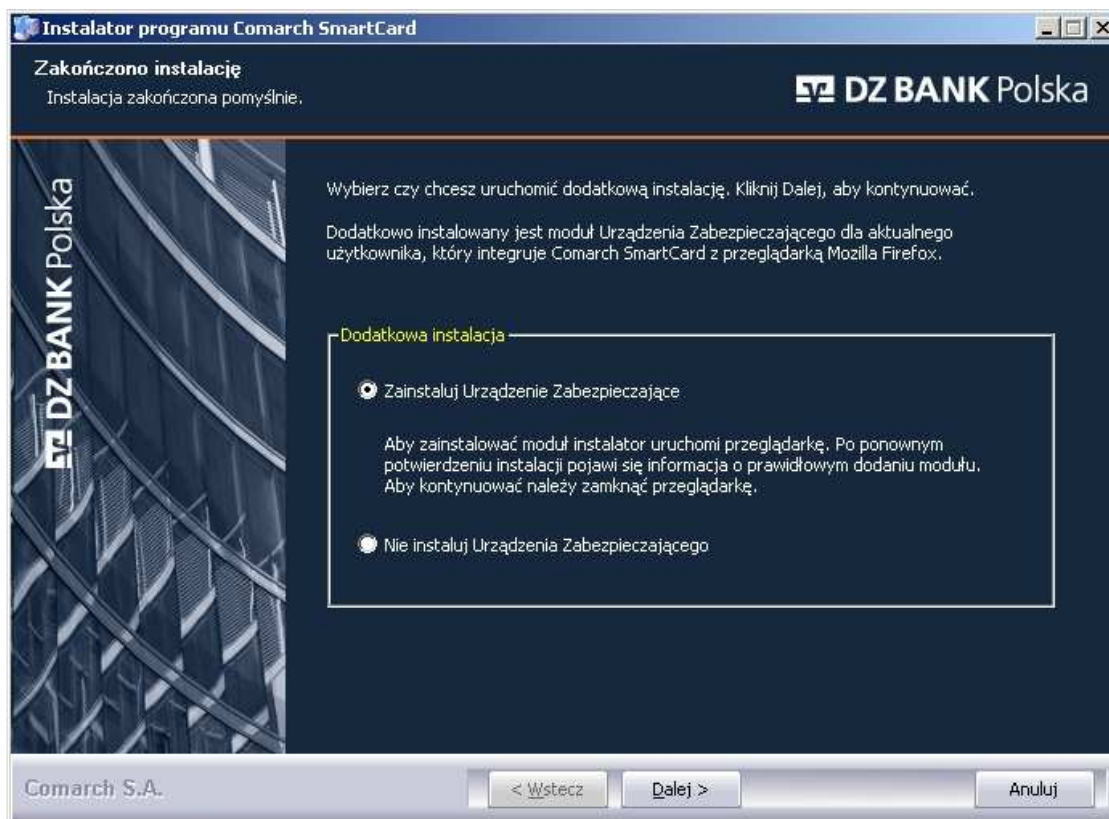 Instalator programu Comarch SmartCard
Zakończono instalację
Instalacja zakończona pomyślnie.
DZ BANK Polska
DZ BANK Polska
Wybierz czy chcesz uruchomić dodatkową instalację. Kliknij Dalej, aby kontynuować.
Dodatkowo instalowany jest moduł Urządzenia Zabezpieczającego dla aktualnego
użytkownika, który integruje Comarch SmartCard z przeglądarką Mozilla Firefox.
Dodatkowa instalacja
Zainstaluj Urządzenie Zabezpieczające
Aby zainstalować moduł instalator uruchomi przeglądarkę. Po ponownym
potwierdzeniu instalacji pojawi się informacja o prawidłowym dodaniu modułu.
Aby kontynuować należy zamknąć przeglądarkę.
Nie instaluj Urządzenia Zabezpieczającego
Comarch S.A.
< Wstecz
Dalej >
Anuluj